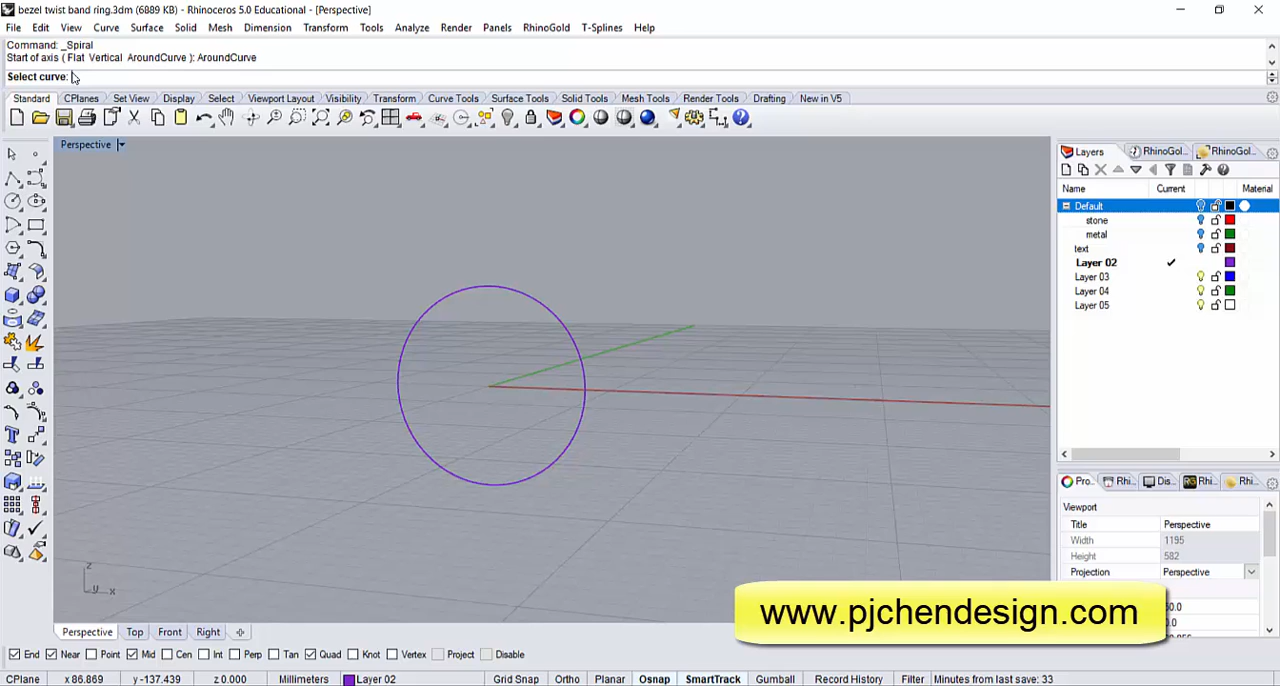 bezel twist band ring.3dm (6889 KB) - Rhinoceros 5.0 Educational - [Perspective]
File Edit View Curve Surface Solid Mesh Dimension Transform Tools Analyze Render Panels RhinoGold T-Splines Help
Command: _Spiral
Start of axis ( Flat Vertical AroundCurve ): AroundCurve
Select curve:
Standard CPlanes Set View Display Select Viewport Layout Visibility Transform Curve Tools Surface Tools Solid Tools Mesh Tools Render Tools Drafting New in V5
Perspective
Layers RhinoGol... RhinoGol...
Name Current Material
Default
stone
metal
text
Layer 02
Layer 03
Layer 04
Layer 05
Pro... Rhi... Dis... Rhi... Rhi...
Viewport
Title Perspective
Width 1195
Height 582
Projection Perspective
z
y x
www.pjchendesign.com
Perspective Top Front Right
End Near Point Mid Cen Int Perp Tan Quad Knot Vertex Project Disable
CPlane x 86.869 y -137.439 z 0.000 Millimeters Layer 02 Grid Snap Ortho Planar Osnap SmartTrack Gumball Record History Filter Minutes from last save: 33